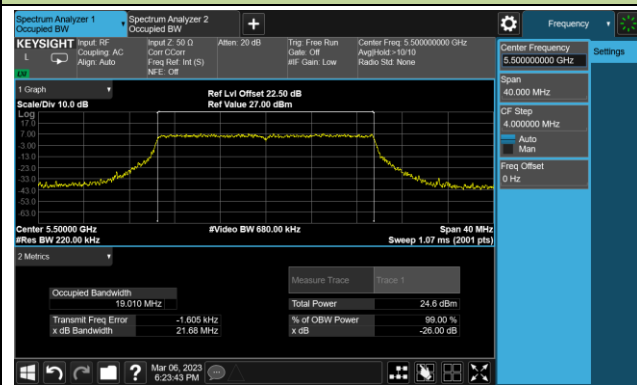 Spectrum Analyzer 1
Occupied BW
Spectrum Analyzer 2
Occupied BW
+
Frequency
KEYSIGHT
L
Input: RF
Coupling: AC
Align: Auto
Input Z: 50 Ω
Corr CCorr
Freq Ref: Int (S)
NFE: Off
Atten: 20 dB
Trig: Free Run
Gate: Off
#IF Gain: Low
Center Freq: 5.500000000 GHz
Avg|Hold:>10/10
Radio Std: None
Center Frequency
5.500000000 GHz
Settings
Span
40.000 MHz
CF Step
4.000000 MHz
Auto
Man
Freq Offset
0 Hz
1 Graph
Scale/Div 10.0 dB
Ref Lvl Offset 22.50 dB
Ref Value 27.00 dBm
Log
17.0
7.00
-3.00
-13.0
-23.0
-33.0
-43.0
-53.0
-63.0
Center 5.50000 GHz
#Video BW 680.00 kHz
Span 40 MHz
#Res BW 220.00 kHz
Sweep 1.07 ms (2001 pts)
2 Metrics
Measure Trace
Trace 1
Occupied Bandwidth
19.010 MHz
Total Power
24.6 dBm
Transmit Freq Error
-1.605 kHz
% of OBW Power
99.00 %
x dB Bandwidth
21.68 MHz
x dB
-26.00 dB
?
Mar 06, 2023
6:23:43 PM